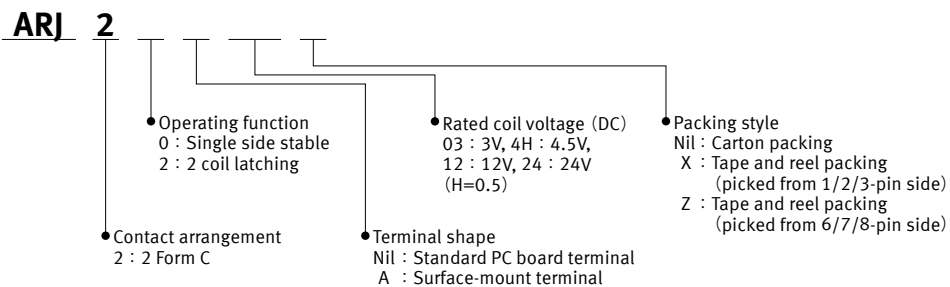 ARJ 2
Operating function
0：Single side stable
2：2 coil latching
Rated coil voltage (DC)
03：3V, 4H：4.5V,
12：12V, 24：24V
(H=0.5)
Packing style
Nil：Carton packing
X：Tape and reel packing
(picked from 1/2/3-pin side)
Z：Tape and reel packing
(picked from 6/7/8-pin side)
Contact arrangement
2：2 Form C
Terminal shape
Nil：Standard PC board terminal
A：Surface-mount terminal